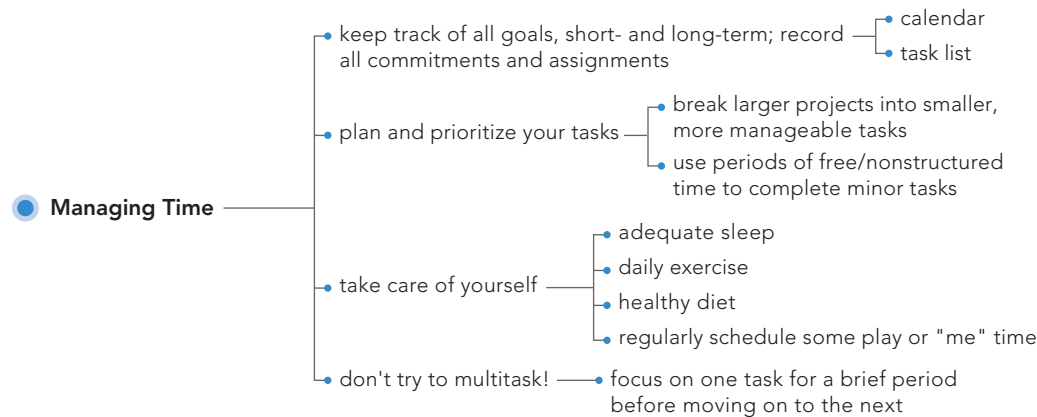 Managing Time
keep track of all goals, short- and long-term; record
all commitments and assignments
calendar
task list
plan and prioritize your tasks
break larger projects into smaller,
more manageable tasks
use periods of free/nonstructured
time to complete minor tasks
take care of yourself
adequate sleep
daily exercise
healthy diet
regularly schedule some play or "me" time
don't try to multitask!
focus on one task for a brief period
before moving on to the next